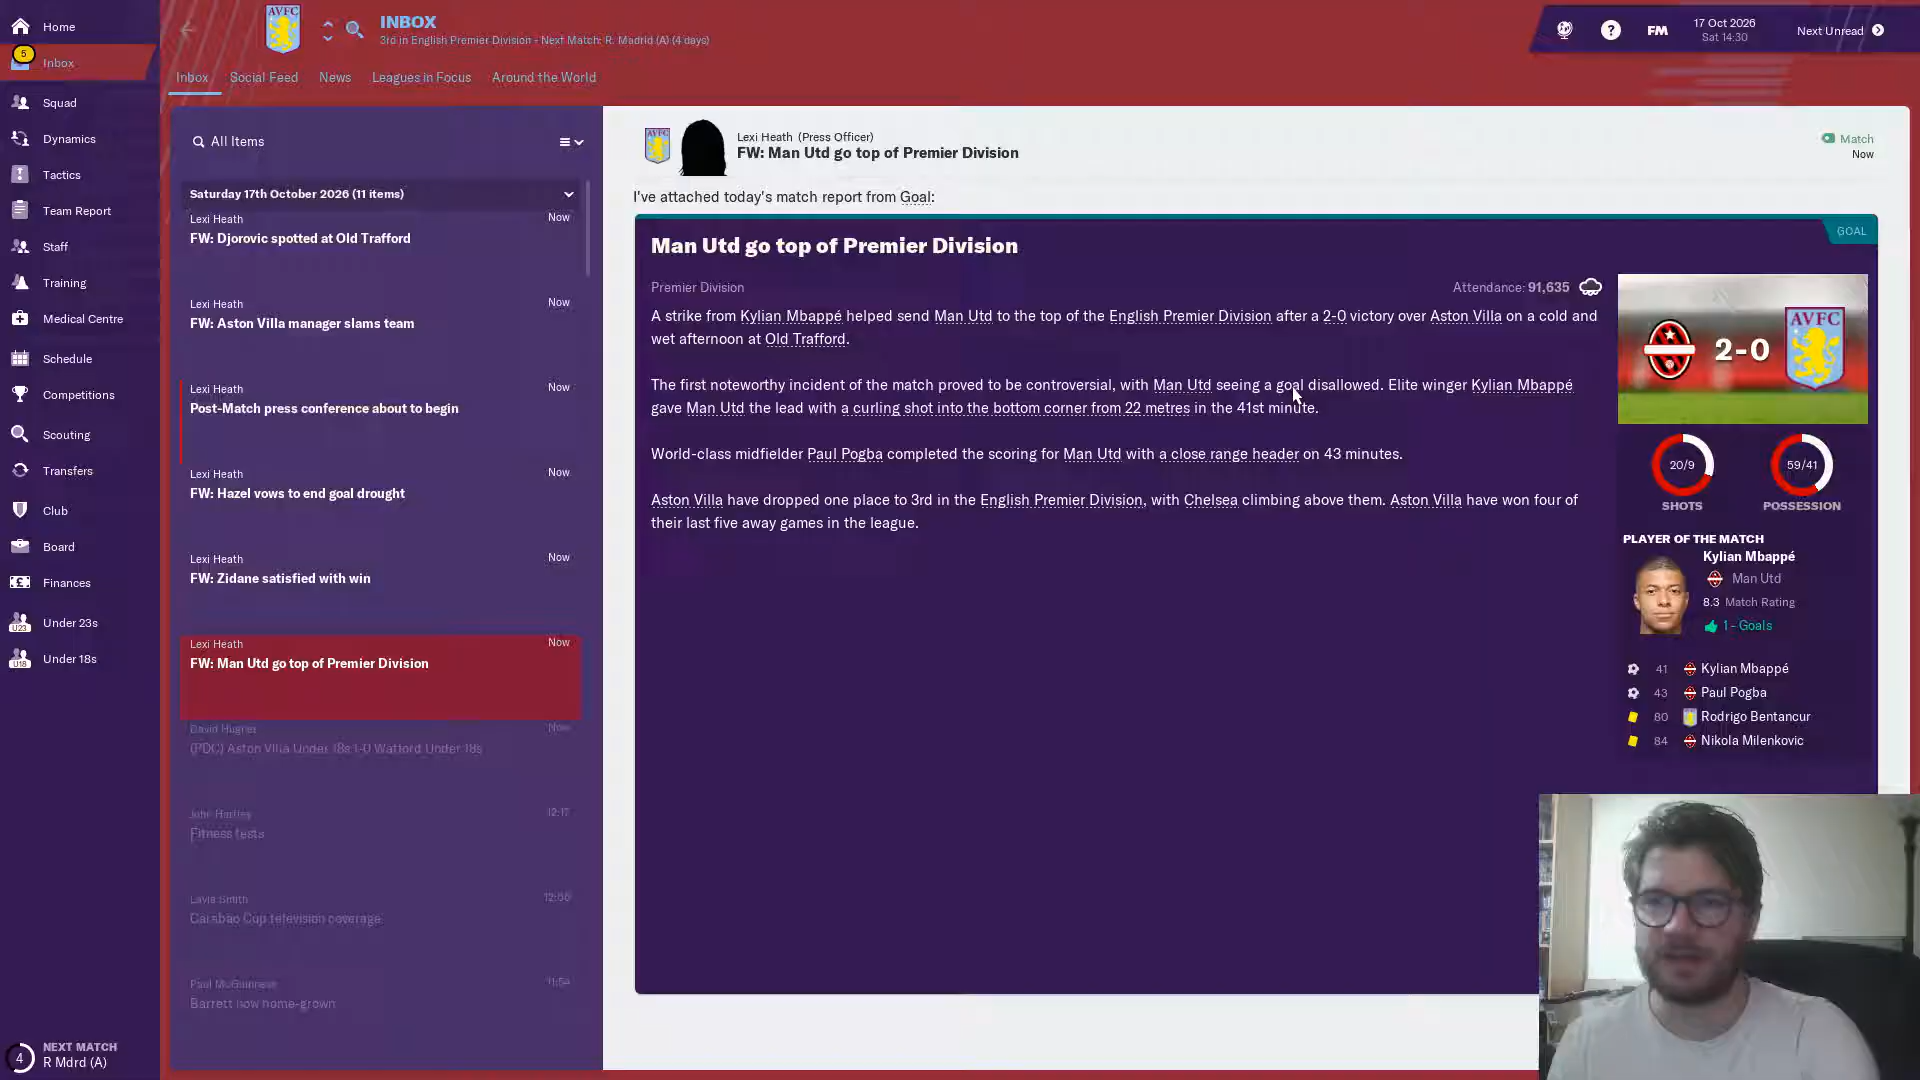 Home
5
Inbox
Squad
Dynamics
Tactics
Team Report
Staff
Training
Medical Centre
Schedule
Competitions
Scouting
Transfers
Club
Board
Finances
U23
Under 23s
U18
Under 18s
4
NEXT MATCH
R Mdrd (A)
AVFC
INBOX
3rd in English Premier Division - Next Match: R. Madrid (A) (4 days)
?
FM
17 Oct 2026
Sat 14:30
Next Unread
Inbox
Social Feed
News
Leagues in Focus
Around the World
All Items
Saturday 17th October 2026 (11 items)
Lexi Heath
Now
FW: Djorovic spotted at Old Trafford
Lexi Heath
Now
FW: Aston Villa manager slams team
Lexi Heath
Now
Post-Match press conference about to begin
Lexi Heath
Now
FW: Hazel vows to end goal drought
Lexi Heath
Now
FW: Zidane satisfied with win
Lexi Heath
Now
FW: Man Utd go top of Premier Division
David Hughes
Now
(PDC) Aston Villa Under 18s 1-0 Watford Under 18s
John Hartley
12:17
Fitness tests
Smith
Carabao Cup television coverage
Paul McGuinness
11:54
Barrett now home-grown
AVFC
Lexi Heath (Press Officer)
FW: Man Utd go top of Premier Division
Match
Now
I've attached today's match report from Goal:
GOAL
Man Utd go top of Premier Division
Premier Division
Attendance: 91,635
A strike from Kylian Mbappé helped send Man Utd to the top of the English Premier Division after a 2-0 victory over Aston Villa on a cold and
wet afternoon at Old Trafford.
The first noteworthy incident of the match proved to be controversial, with Man Utd seeing a goal disallowed. Elite winger Kylian Mbappé
gave Man Utd the lead with a curling shot into the bottom corner from 22 metres in the 41st minute.
World-class midfielder Paul Pogba completed the scoring for Man Utd with a close range header on 43 minutes.
Aston Villa have dropped one place to 3rd in the English Premier Division, with Chelsea climbing above them. Aston Villa have won four of
their last five away games in the league.
2-0
AVFC
20/9
SHOTS
59/41
POSSESSION
PLAYER OF THE MATCH
Kylian Mbappé
Man Utd
8.3 Match Rating
1 - Goals
41 Kylian Mbappé
43 Paul Pogba
80 Rodrigo Bentancur
84 Nikola Milenkovic